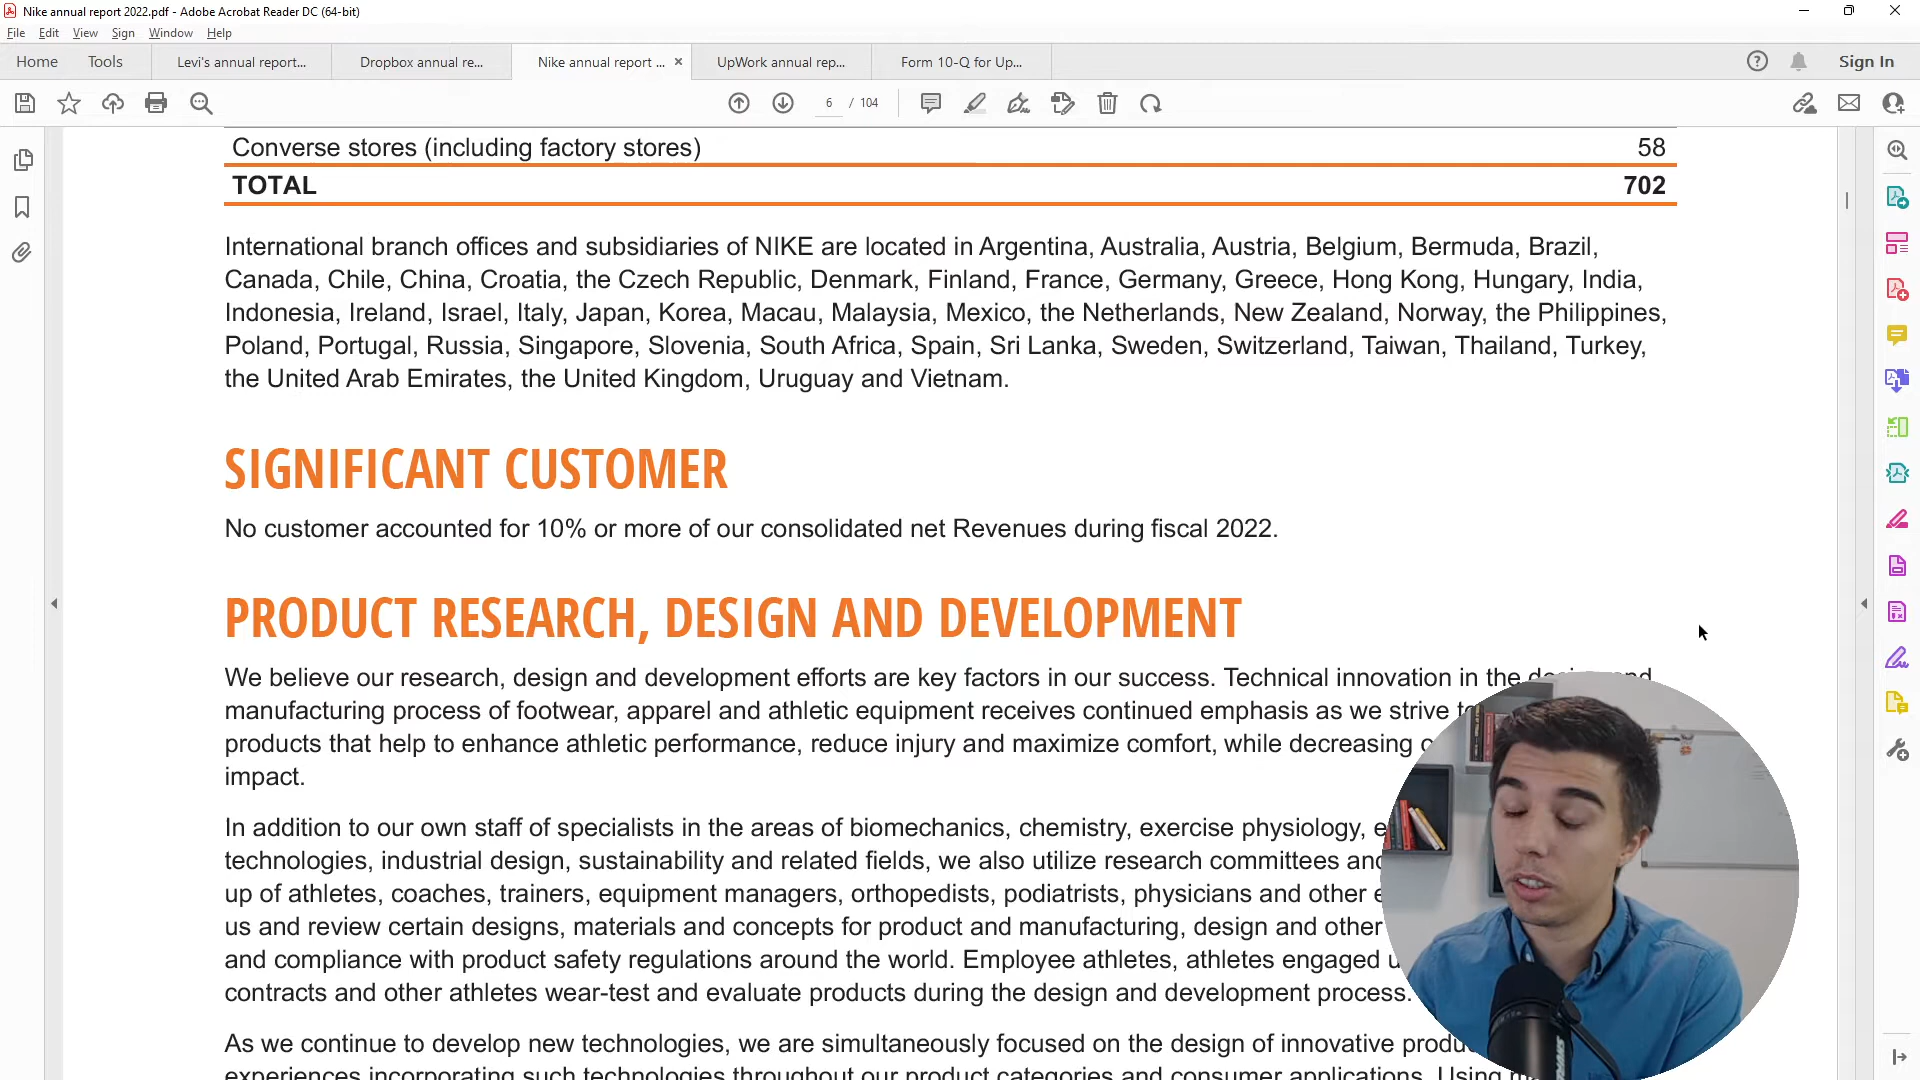 Nike annual report 2022.pdf - Adobe Acrobat Reader DC (64-bit)
File Edit View Sign Window Help
Home Tools Levi's annual report... Dropbox annual re... Nike annual report ... × UpWork annual rep... Form 10-Q for Up... Sign In
6 / 104
Converse stores (including factory stores) 58
TOTAL 702
International branch offices and subsidiaries of NIKE are located in Argentina, Australia, Austria, Belgium, Bermuda, Brazil,
Canada, Chile, China, Croatia, the Czech Republic, Denmark, Finland, France, Germany, Greece, Hong Kong, Hungary, India,
Indonesia, Ireland, Israel, Italy, Japan, Korea, Macau, Malaysia, Mexico, the Netherlands, New Zealand, Norway, the Philippines,
Poland, Portugal, Russia, Singapore, Slovenia, South Africa, Spain, Sri Lanka, Sweden, Switzerland, Taiwan, Thailand, Turkey,
the United Arab Emirates, the United Kingdom, Uruguay and Vietnam.
SIGNIFICANT CUSTOMER
No customer accounted for 10% or more of our consolidated net Revenues during fiscal 2022.
PRODUCT RESEARCH, DESIGN AND DEVELOPMENT
We believe our research, design and development efforts are key factors in our success. Technical innovation in the
manufacturing process of footwear, apparel and athletic equipment receives continued emphasis as we strive
products that help to enhance athletic performance, reduce injury and maximize comfort, while decreasing
impact.
In addition to our own staff of specialists in the areas of biomechanics, chemistry, exercise physiology,
technologies, industrial design, sustainability and related fields, we also utilize research committees
up of athletes, coaches, trainers, equipment managers, orthopedists, podiatrists, physicians and other
us and review certain designs, materials and concepts for product and manufacturing, design and other
and compliance with product safety regulations around the world. Employee athletes, athletes engaged
contracts and other athletes wear-test and evaluate products during the design and development process.
As we continue to develop new technologies, we are simultaneously focused on the design of innovative
experiences incorporating such technologies throughout our product categories and consumer applications. Using